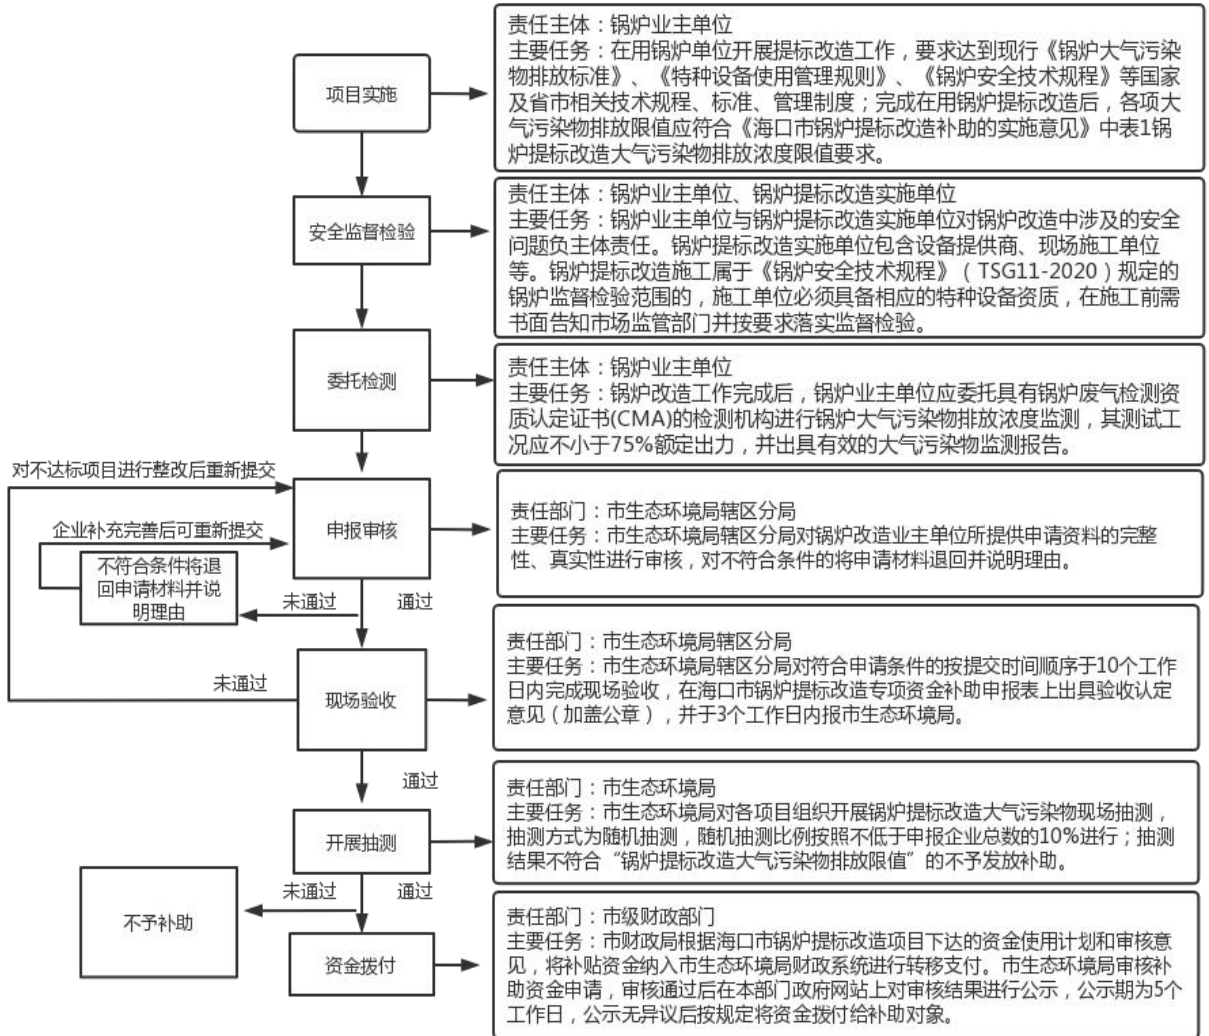 责任主体：锅炉业主单位
主要任务：在用锅炉单位开展提标改造工作，要求达到现行《锅炉大气污染
物排放标准》、《特种设备使用管理规则》、《锅炉安全技术规程》等国家
及省市相关技术规程、标准、管理制度；完成在用锅炉提标改造后，各项大
气污染物排放限值应符合《海口市锅炉提标改造补助的实施意见》中表1锅
炉提标改造大气污染物排放浓度限值要求。
项目实施
责任主体：锅炉业主单位、锅炉提标改造实施单位
主要任务：锅炉业主单位与锅炉提标改造实施单位对锅炉改造中涉及的安全
问题负主体责任。锅炉提标改造实施单位包含设备提供商、现场施工单位
等。锅炉提标改造施工属于《锅炉安全技术规程》（TSG11-2020）规定的
锅炉监督检验范围的，施工单位必须具备相应的特种设备资质，在施工前需
书面告知市场监管部门并按要求落实监督检验。
安全监督检验
责任主体：锅炉业主单位
主要任务：锅炉改造工作完成后，锅炉业主单位应委托具有锅炉废气检测资
质认定证书(CMA)的检测机构进行锅炉大气污染物排放浓度监测，其测试工
况应不小于75%额定出力，并出具有效的大气污染物监测报告。
委托检测
对不达标项目进行整改后重新提交
企业补充完善后可重新提交
申报审核
责任部门：市生态环境局辖区分局
主要任务：市生态环境局辖区分局对锅炉改造业主单位所提供申请资料的完整
性、真实性进行审核，对不符合条件的将申请材料退回并说明理由。
不符合条件将退
回申请材料并说
明理由
未通过
通过
责任部门：市生态环境局辖区分局
主要任务：市生态环境局辖区分局对符合申请条件的按提交时间顺序于10个工作
日内完成现场验收，在海口市锅炉提标改造专项资金补助申报表上出具验收认定
意见（加盖公章），并于3个工作日内报市生态环境局。
未通过
现场验收
通过
责任部门：市生态环境局
主要任务：市生态环境局对各项目组织开展锅炉提标改造大气污染物现场抽测，
抽测方式为随机抽测，随机抽测比例按照不低于申报企业总数的10%进行；抽测
结果不符合“锅炉提标改造大气污染物排放限值”的不予发放补助。
开展抽测
未通过
通过
不予补助
责任部门：市级财政部门
主要任务：市财政局根据海口市锅炉提标改造项目下达的资金使用计划和审核意
见，将补贴资金纳入市生态环境局财政系统进行转移支付。市生态环境局审核补
助资金申请，审核通过后在本部门政府网站上对审核结果进行公示，公示期为5个
工作日，公示无异议后按规定将资金拨付给补助对象。
资金拨付